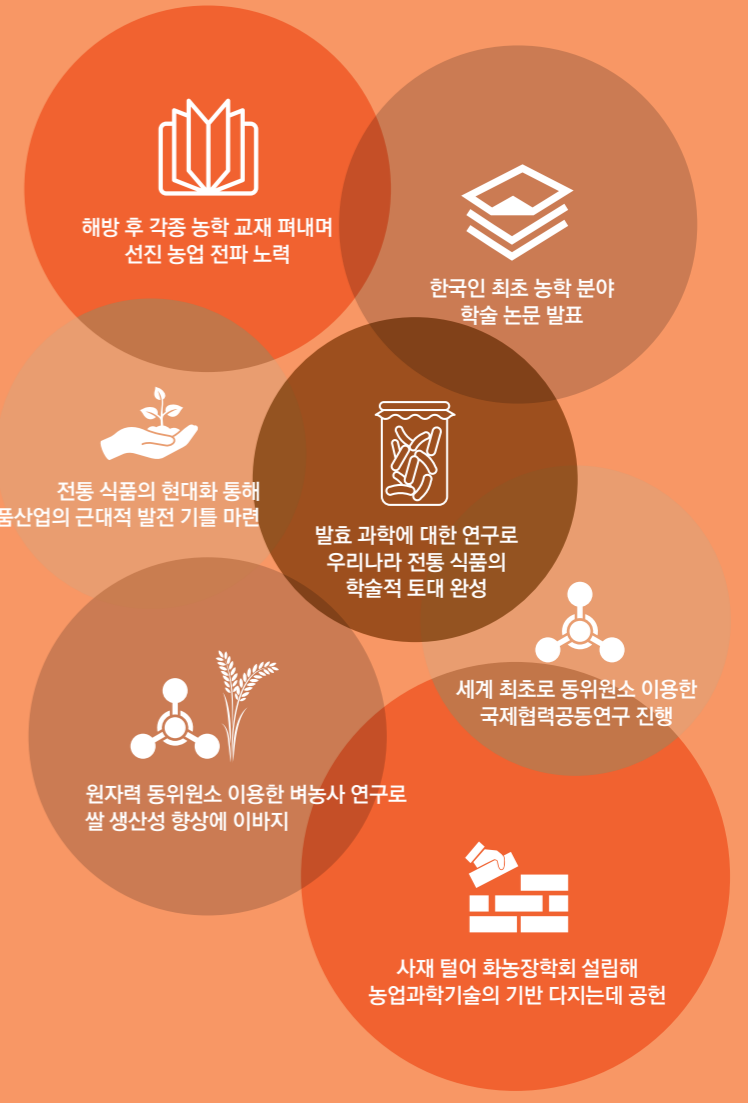 해방 후 각종 농학 교재 펴내며
선진 농업 전파 노력
한국인 최초 농학 분야
학술 논문 발표
전통 식품의 현대화 통해
품산업의 근대적 발전 기틀 마련
발효 과학에 대한 연구로
우리나라 전통 식품의
학술적 토대 완성
세계 최초로 동위원소 이용한
국제협력공동연구 진행
원자력 동위원소 이용한 벼농사 연구로
쌀 생산성 향상에 이바지
사재 털어 화농장학회 설립해
농업과학기술의 기반 다지는데 공헌